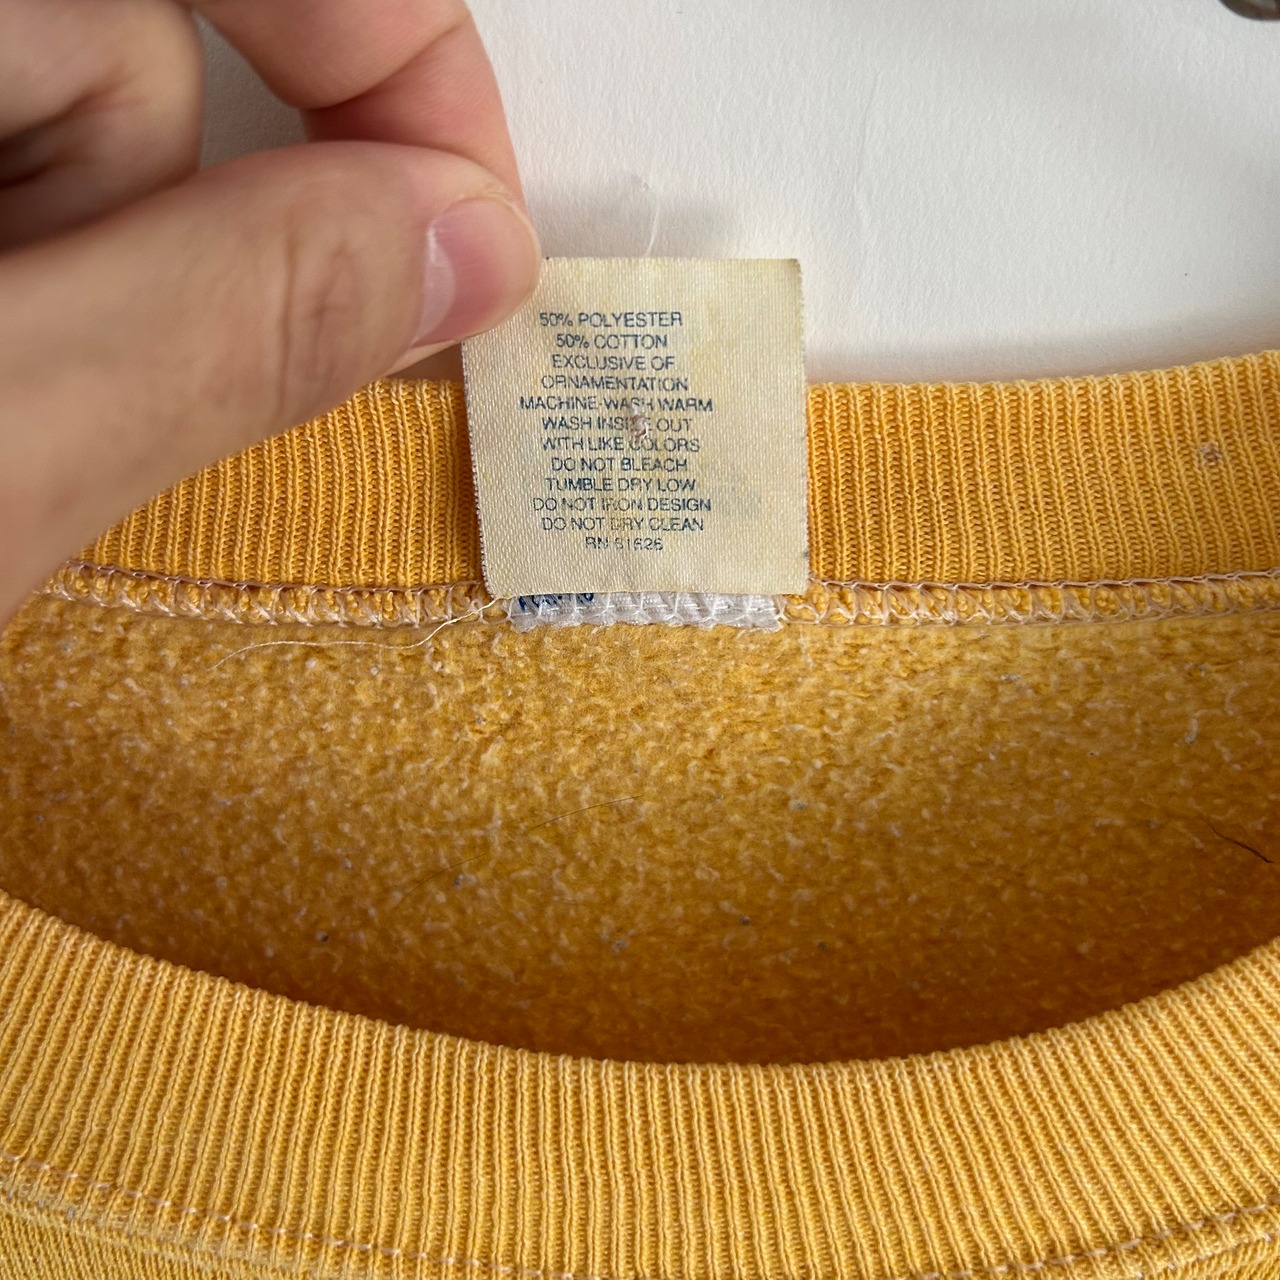 50% POLYESTER
50% COTTON
EXCLUSIVE OF
ORNAMENTATION
MACHINE WASH WARM
WASH INSIDE OUT
WITH LIKE COLORS
DO NOT BLEACH
TUMBLE DRY LOW
DO NOT IRON DESIGN
DO NOT DRY CLEAN
RN 61626